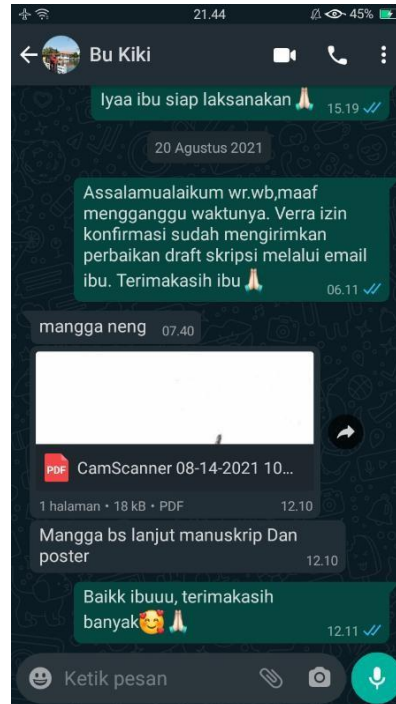 21.44
45%
Bu Kiki
Iyaa ibu siap laksanakan 🙏🏻
15.19
20 Agustus 2021
Assalamualaikum wr.wb,maaf
mengganggu waktunya. Verra izin
konfirmasi sudah mengirimkan
perbaikan draft skripsi melalui email
ibu. Terimakasih ibu 🙏🏻
06.11
mangga neng 07.40
PDF CamScanner 08-14-2021 10...
1 halaman • 18 kB • PDF 12.10
Mangga bs lanjut manuskrip Dan
poster
12.10
Baikk ibuuu, terimakasih
banyak🥰🙏🏻
12.11
Ketik pesan